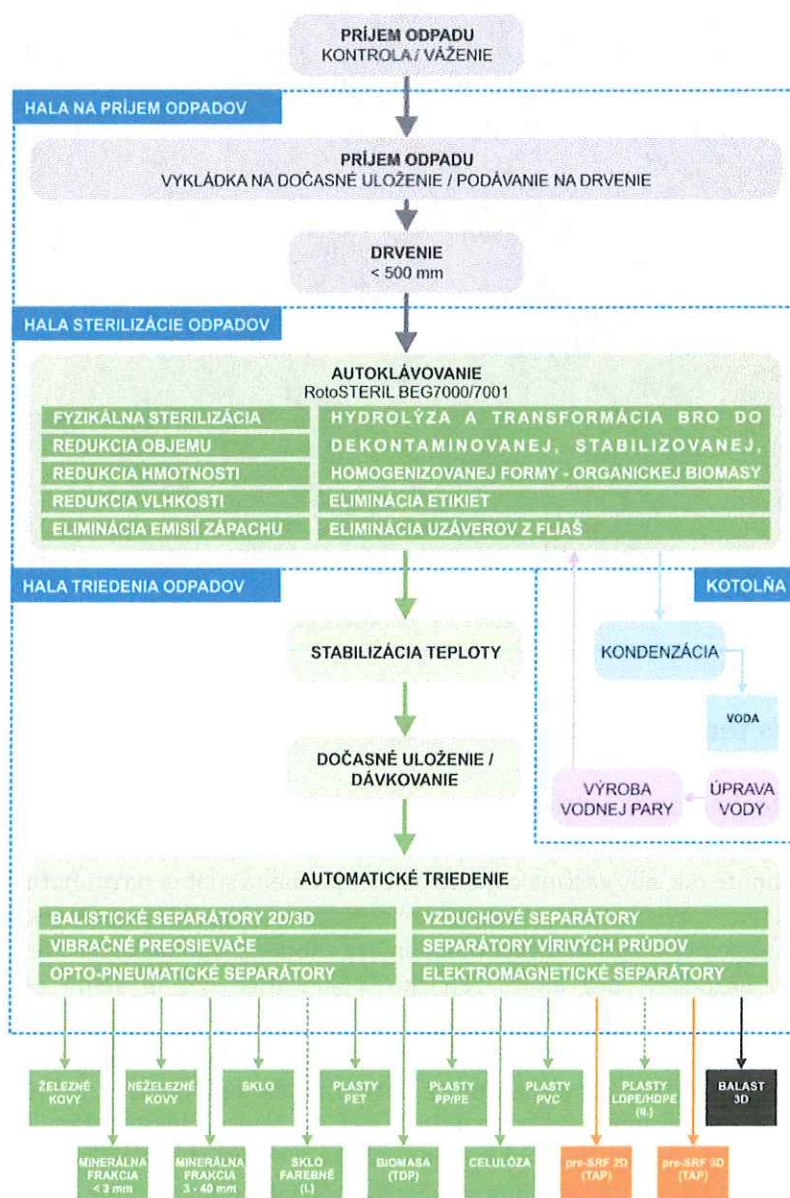 PRÍJEM ODPADU
KONTROLA / VÁŽENIE
HALA NA PRÍJEM ODPADOV
PRÍJEM ODPADU
VYKLÁDKA NA DOČASNÉ ULOŽENIE / PODÁVANIE NA DRVENIE
DRVENIE
< 500 mm
HALA STERILIZÁCIE ODPADOV
AUTOKLÁVOVANIE
RotoSTERIL BEG7000/7001
FYZIKÁLNA STERILIZÁCIA
REDUKCIA OBJEMU
REDUKCIA HMOTNOSTI
REDUKCIA VLHKOSTI
ELIMINÁCIA EMISIÍ ZÁPACHU
HYDROLÝZA A TRANSFORMÁCIA BRO DO
DEKONTAMINOVANEJ, STABILIZOVANEJ,
HOMOGENIZOVANEJ FORMY - ORGANICKEJ BIOMASY
ELIMINÁCIA ETIKIET
ELIMINÁCIA UZÁVEROV Z FLIAŠ
HALA TRIEDENIA ODPADOV
KOTOLŇA
STABILIZÁCIA TEPLOTY
KONDENZÁCIA
VODA
DOČASNÉ ULOŽENIE /
DÁVKOVANIE
VÝROBA
VODNEJ PARY
ÚPRAVA
VODY
AUTOMATICKÉ TRIEDENIE
BALISTICKÉ SEPARÁTORY 2D/3D
VIBRAČNÉ PREOSIEVAČE
OPTO-PNEUMATICKÉ SEPARÁTORY
VZDUCHOVÉ SEPARÁTORY
SEPARÁTORY VÍRIVÝCH PRÚDOV
ELEKTROMAGNETICKÉ SEPARÁTORY
ŽELEZNÉ
KOVY
NEŽELEZNÉ
KOVY
SKLO
PLASTY
PET
PLASTY
PP/PE
PLASTY
PVC
PLASTY
LDPE/HDPE
(II.)
BALAST
3D
MINERÁLNA
FRAKCIA
< 3 mm
MINERÁLNA
FRAKCIA
3 - 40 mm
SKLO
FAREBNÉ
(I.)
BIOMASA
(TDP)
CELULÓZA
pre-SRF 2D
(TAP)
pre-SRF 3D
(TAP)